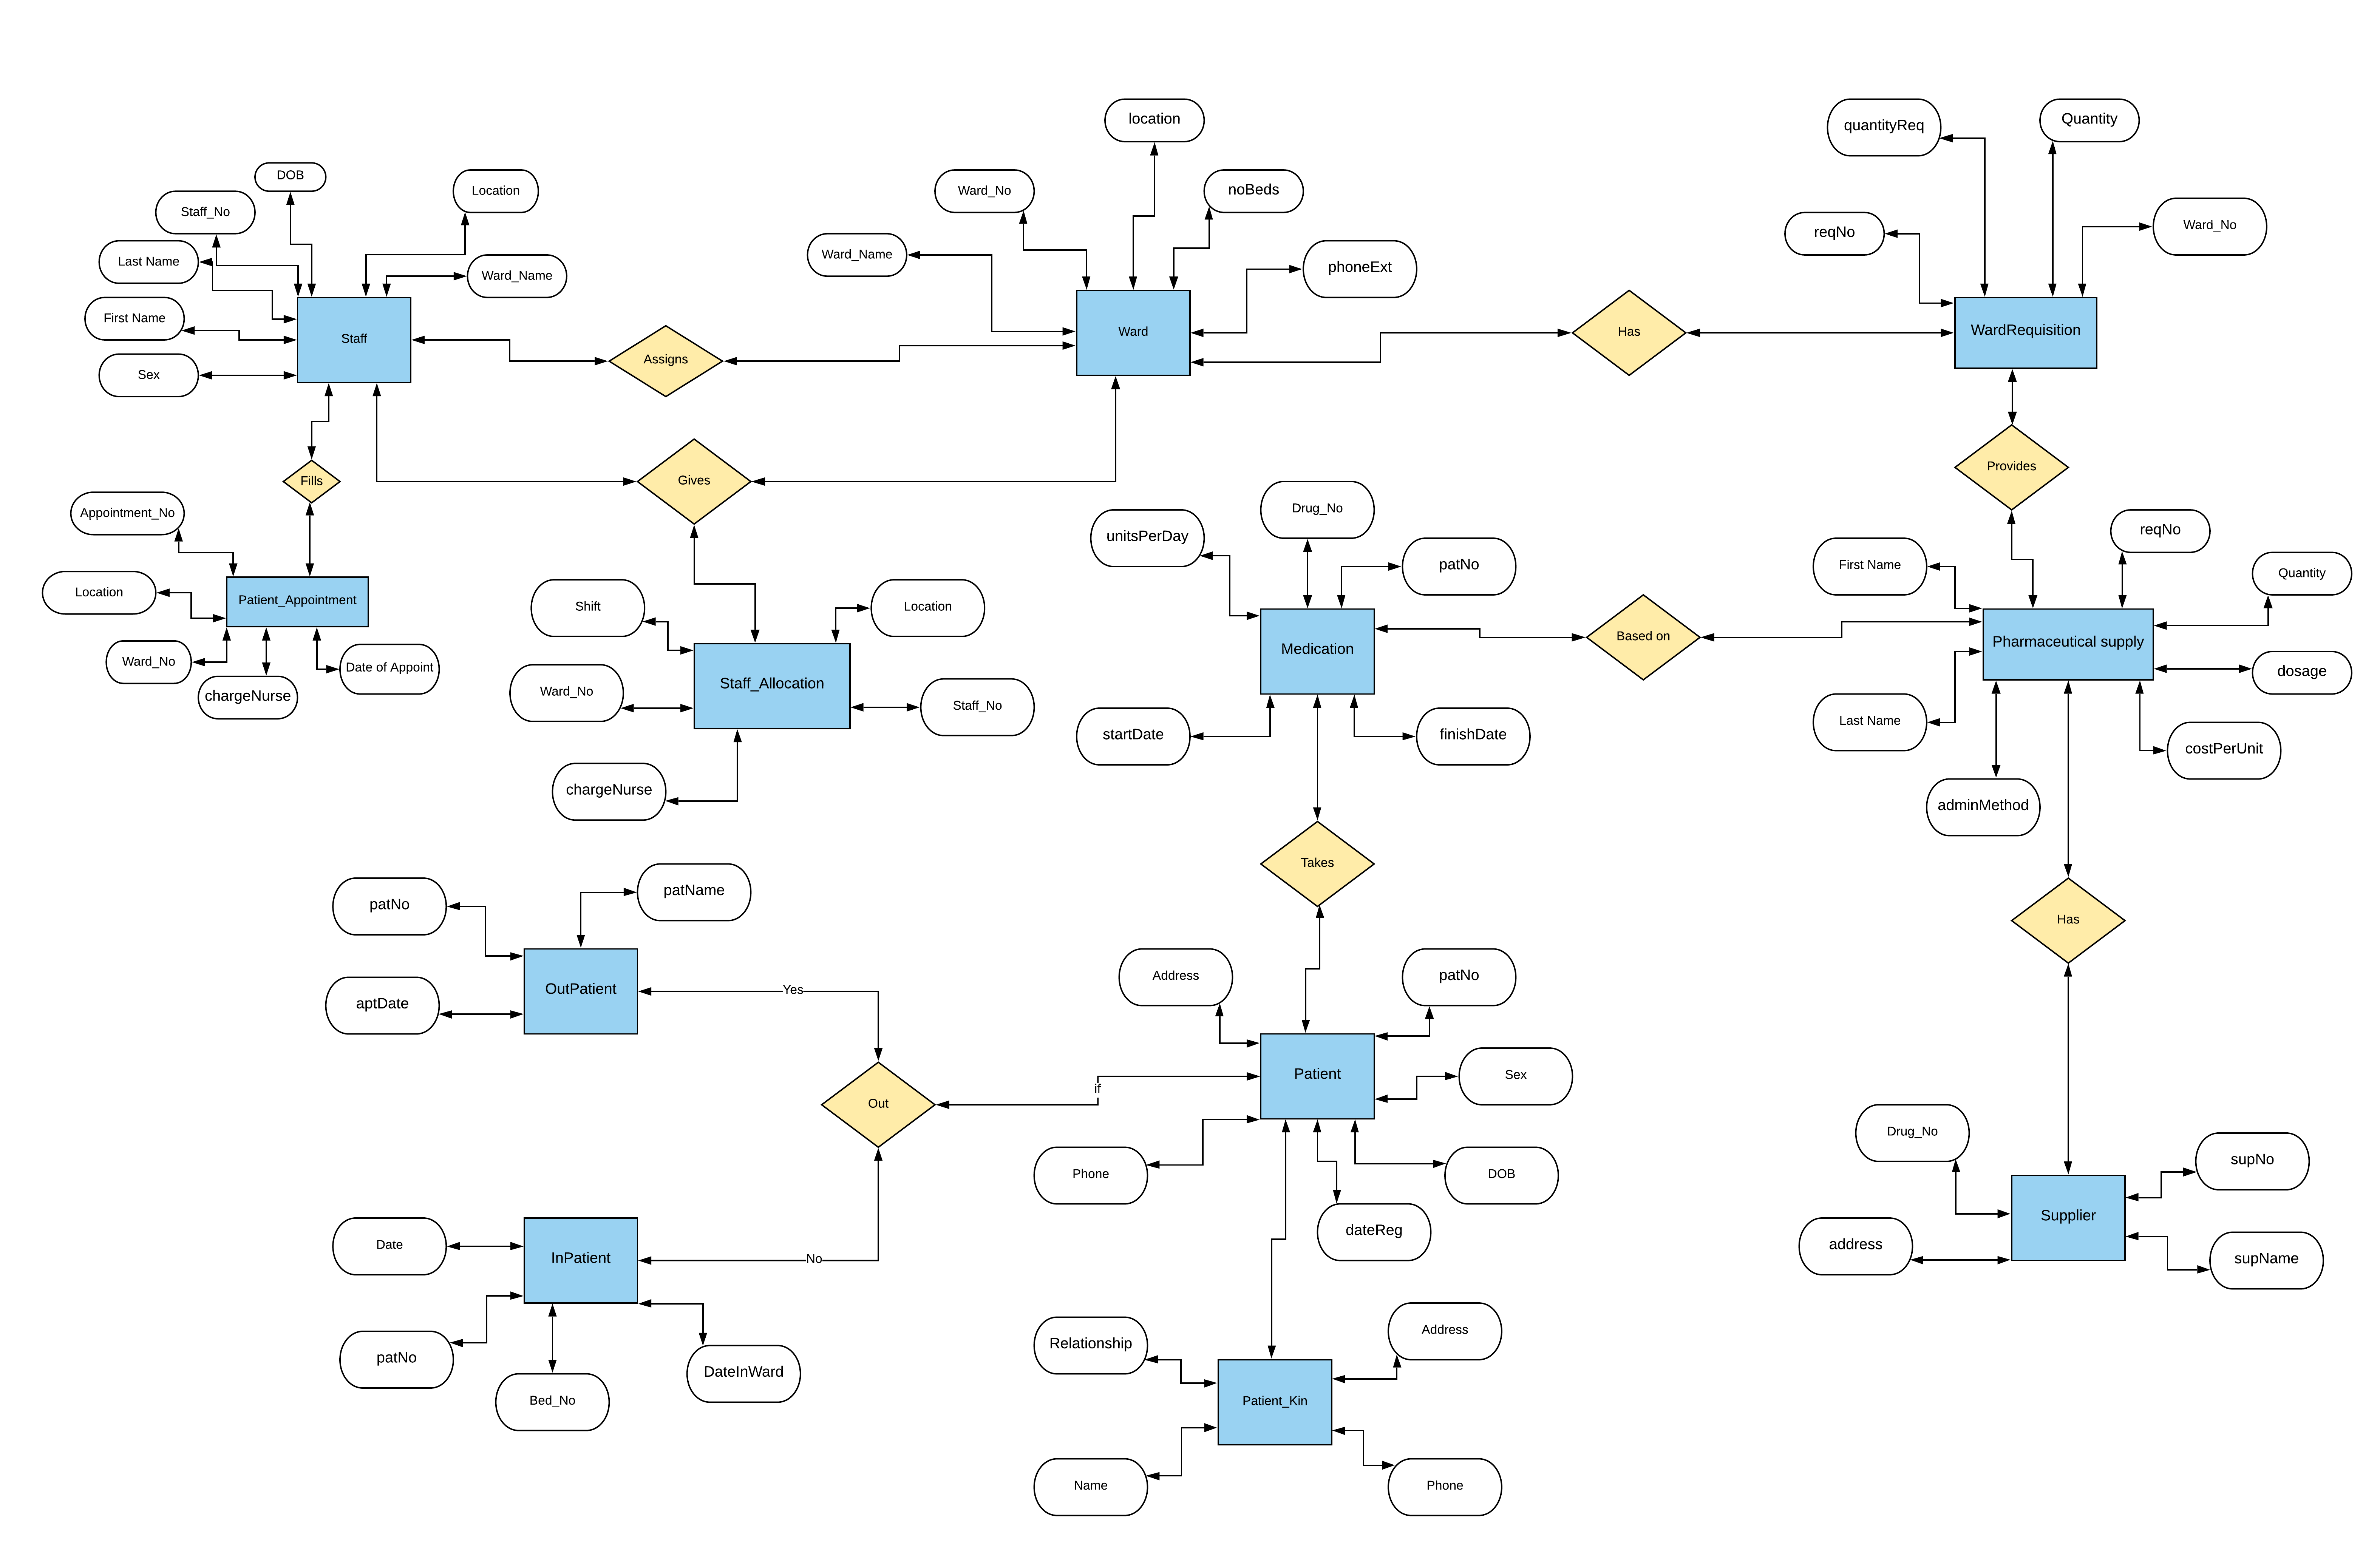 location
quantityReq
Quantity
DOB
Location
Ward_No
noBeds
Staff_No
Ward_No
reqNo
Last Name
Ward_Name
Ward_Name
phoneExt
First Name
Staff
Assigns
Ward
Has
WardRequisition
Sex
Fills
Gives
Provides
Appointment_No
Drug_No
unitsPerDay
reqNo
patNo
First Name
Quantity
Location
Patient_Appointment
Shift
Location
Medication
Based on
Pharmaceutical supply
Ward_No
Date of Appoint
chargeNurse
Ward_No
Staff_Allocation
Staff_No
dosage
startDate
finishDate
Last Name
costPerUnit
chargeNurse
adminMethod
Takes
patNo
patName
Has
OutPatient
Yes
aptDate
Address
patNo
Out
if
Patient
Sex
Phone
DOB
dateReg
Drug_No
supNo
Supplier
address
supName
Date
InPatient
No
patNo
Bed_No
DateInWard
Relationship
Address
Patient_Kin
Name
Phone